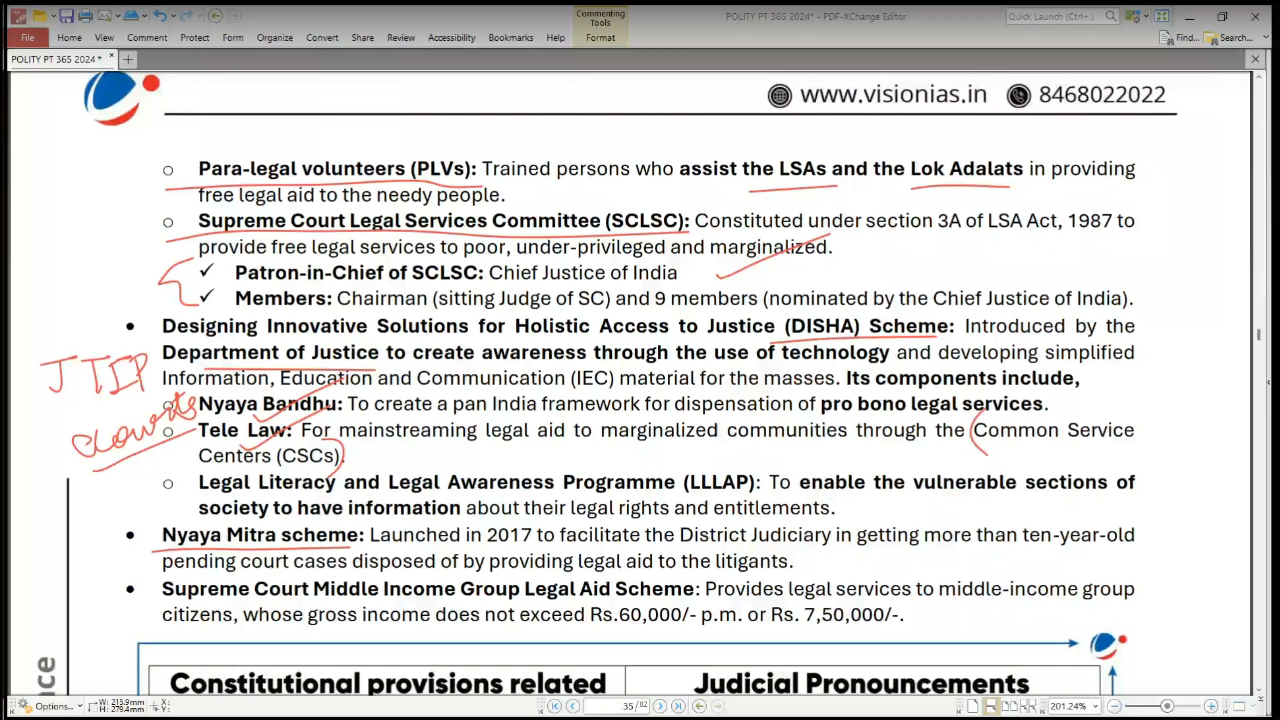 Commenting Tools
POLITY PT 365 2024* - PDF-XChange Editor
Quick Launch (Ctrl+.)
File Home View Comment Protect Form Organize Convert Share Review Accessibility Bookmarks Help Format Find... Search...
POLITY PT 365 2024 *
www.visionias.in 8468022022
Para-legal volunteers (PLVs): Trained persons who assist the LSAs and the Lok Adalats in providing
free legal aid to the needy people.
Supreme Court Legal Services Committee (SCLSC): Constituted under section 3A of LSA Act, 1987 to
provide free legal services to poor, under-privileged and marginalized.
Patron-in-Chief of SCLSC: Chief Justice of India
Members: Chairman (sitting Judge of SC) and 9 members (nominated by the Chief Justice of India).
Designing Innovative Solutions for Holistic Access to Justice (DISHA) Scheme: Introduced by the
Department of Justice to create awareness through the use of technology and developing simplified
Information, Education and Communication (IEC) material for the masses. Its components include,
Nyaya Bandhu: To create a pan India framework for dispensation of pro bono legal services.
Tele Law: For mainstreaming legal aid to marginalized communities through the Common Service
Centers (CSCs).
Legal Literacy and Legal Awareness Programme (LLLAP): To enable the vulnerable sections of
society to have information about their legal rights and entitlements.
Nyaya Mitra scheme: Launched in 2017 to facilitate the District Judiciary in getting more than ten-year-old
pending court cases disposed of by providing legal aid to the litigants.
Supreme Court Middle Income Group Legal Aid Scheme: Provides legal services to middle-income group
citizens, whose gross income does not exceed Rs.60,000/- p.m. or Rs. 7,50,000/-.
Constitutional provisions related Judicial Pronouncements
Options... W: 215.9mm X:
H: 279.4mm Y:
35/82
201.24%